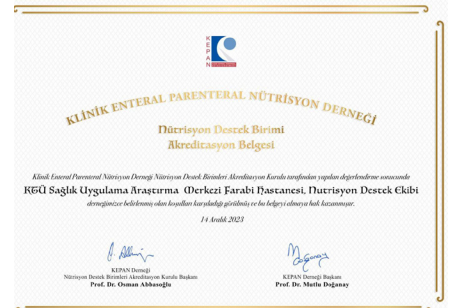 KEPAN
KLİNİK ENTERAL PARENTERAL NÜTRİSYON DERNEĞİ
Nütrisyon Destek Birimi
Akreditasyon Belgesi
Klinik Enteral Parenteral Nütrisyon Derneği Nütrisyon Destek Birimleri Akreditasyon Kurulu tarafından yapılan değerlendirme sonucunda
KTÜ Sağlık Uygulama Araştırma Merkezi Farabi Hastanesi, Nutrisyon Destek Ekibi
derneğimizce belirlenmiş olan koşulları karşıladığı görülmüş ve bu belgeyi almaya hak kazanmıştır.
14 Aralık 2023
KEPAN Derneği
Nütrisyon Destek Birimleri Akreditasyon Kurulu Başkanı
Prof. Dr. Osman Abbasoğlu
KEPAN Derneği Başkanı
Prof. Dr. Mutlu Doğanay